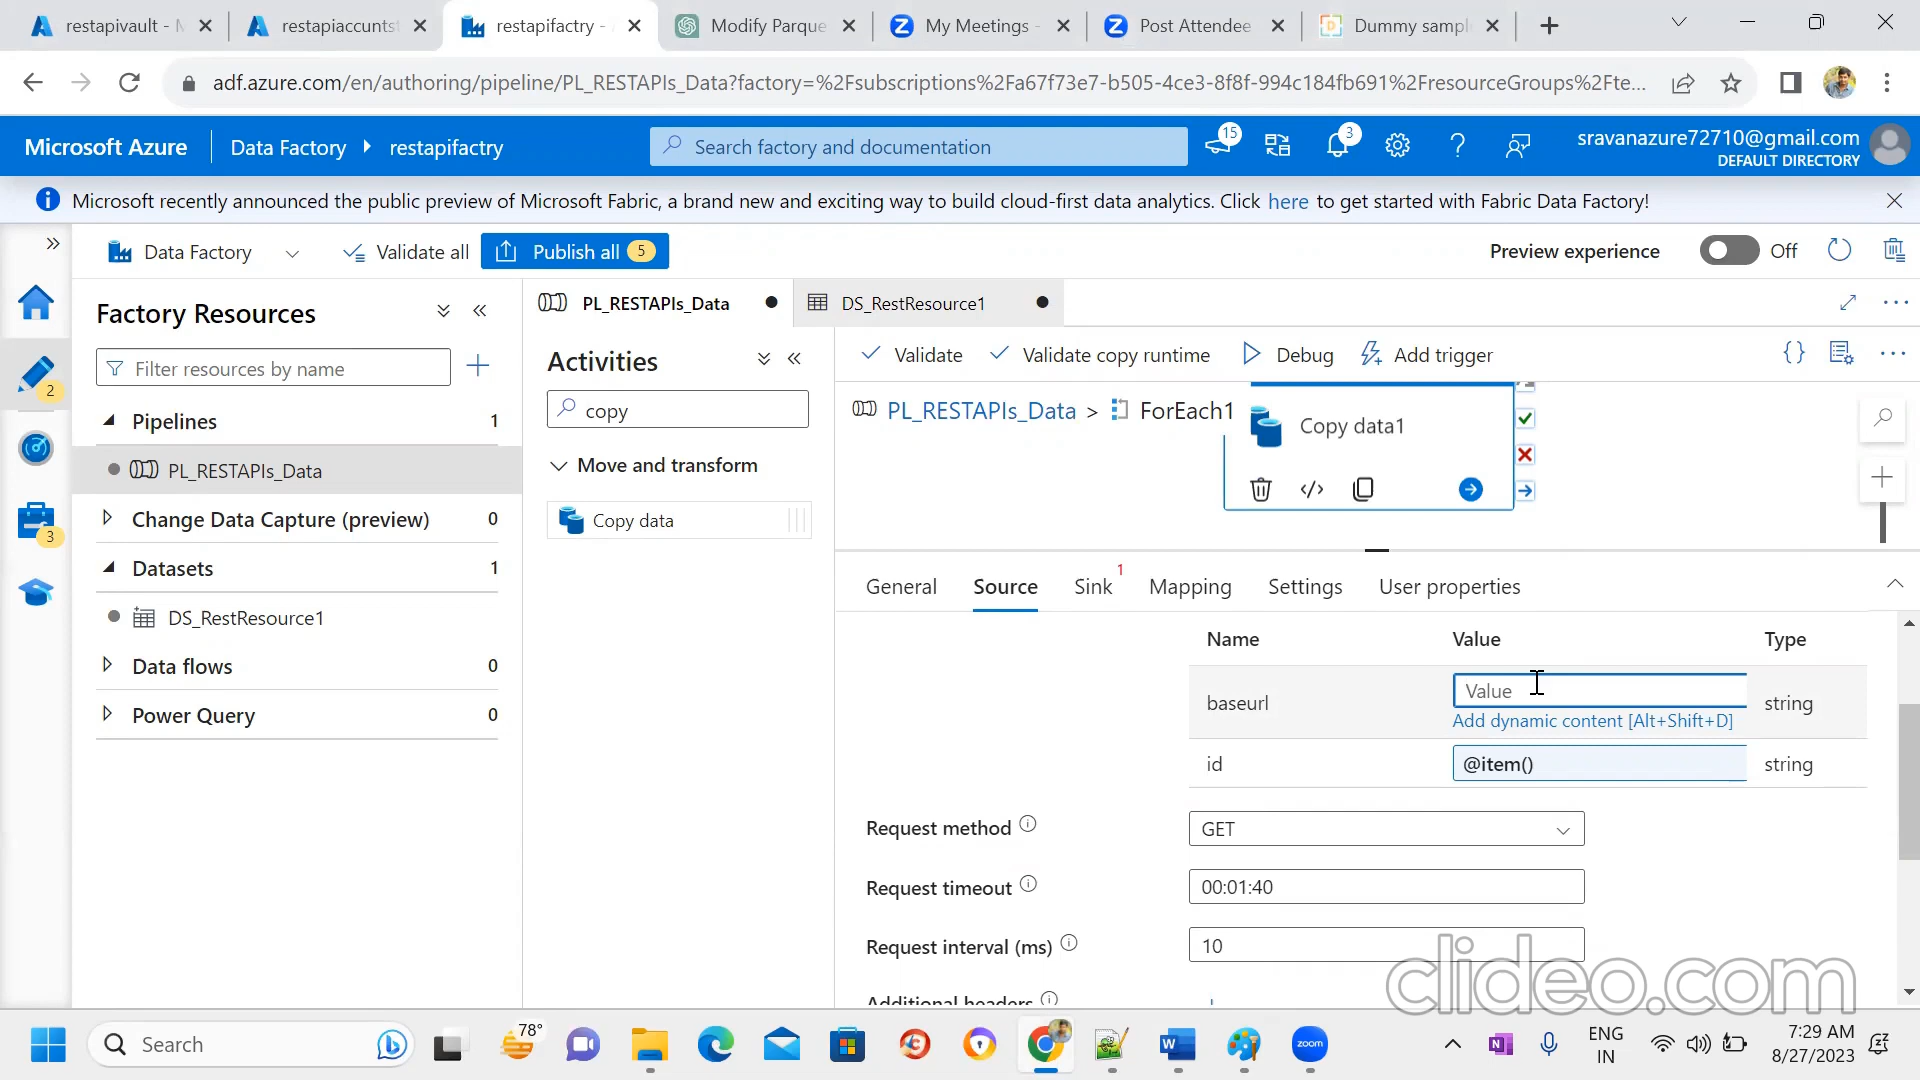 restapivault - M
restapiaccuntst
restapifactry -
Modify Parque
My Meetings -
Post Attendee
Dummy sampl
adf.azure.com/en/authoring/pipeline/PL_RESTAPIs_Data?factory=%2Fsubscriptions%2Fa67f73e7-b505-4ce3-8f8f-994c184fb691%2FresourceGroups%2Fte...
Microsoft Azure
Data Factory
restapifactry
Search factory and documentation
15
3
sravanazure72710@gmail.com
DEFAULT DIRECTORY
Microsoft recently announced the public preview of Microsoft Fabric, a brand new and exciting way to build cloud-first data analytics. Click here to get started with Fabric Data Factory!
Data Factory
Validate all
Publish all 5
Preview experience
Off
Factory Resources
PL_RESTAPIs_Data
DS_RestResource1
Activities
Validate
Validate copy runtime
Debug
Add trigger
Filter resources by name
2
copy
PL_RESTAPIs_Data > ForEach1
Copy data1
Pipelines 1
PL_RESTAPIs_Data
Move and transform
Change Data Capture (preview) 0
Copy data
3
Datasets 1
DS_RestResource1
Data flows 0
Power Query 0
General
Source
Sink 1
Mapping
Settings
User properties
Name Value Type
baseurl Value string
Add dynamic content [Alt+Shift+D]
id @item() string
Request method GET
Request timeout 00:01:40
Request interval (ms) 10
Additional headers
clideo.com
Search
78°
zoom
ENG
IN
7:29 AM
8/27/2023